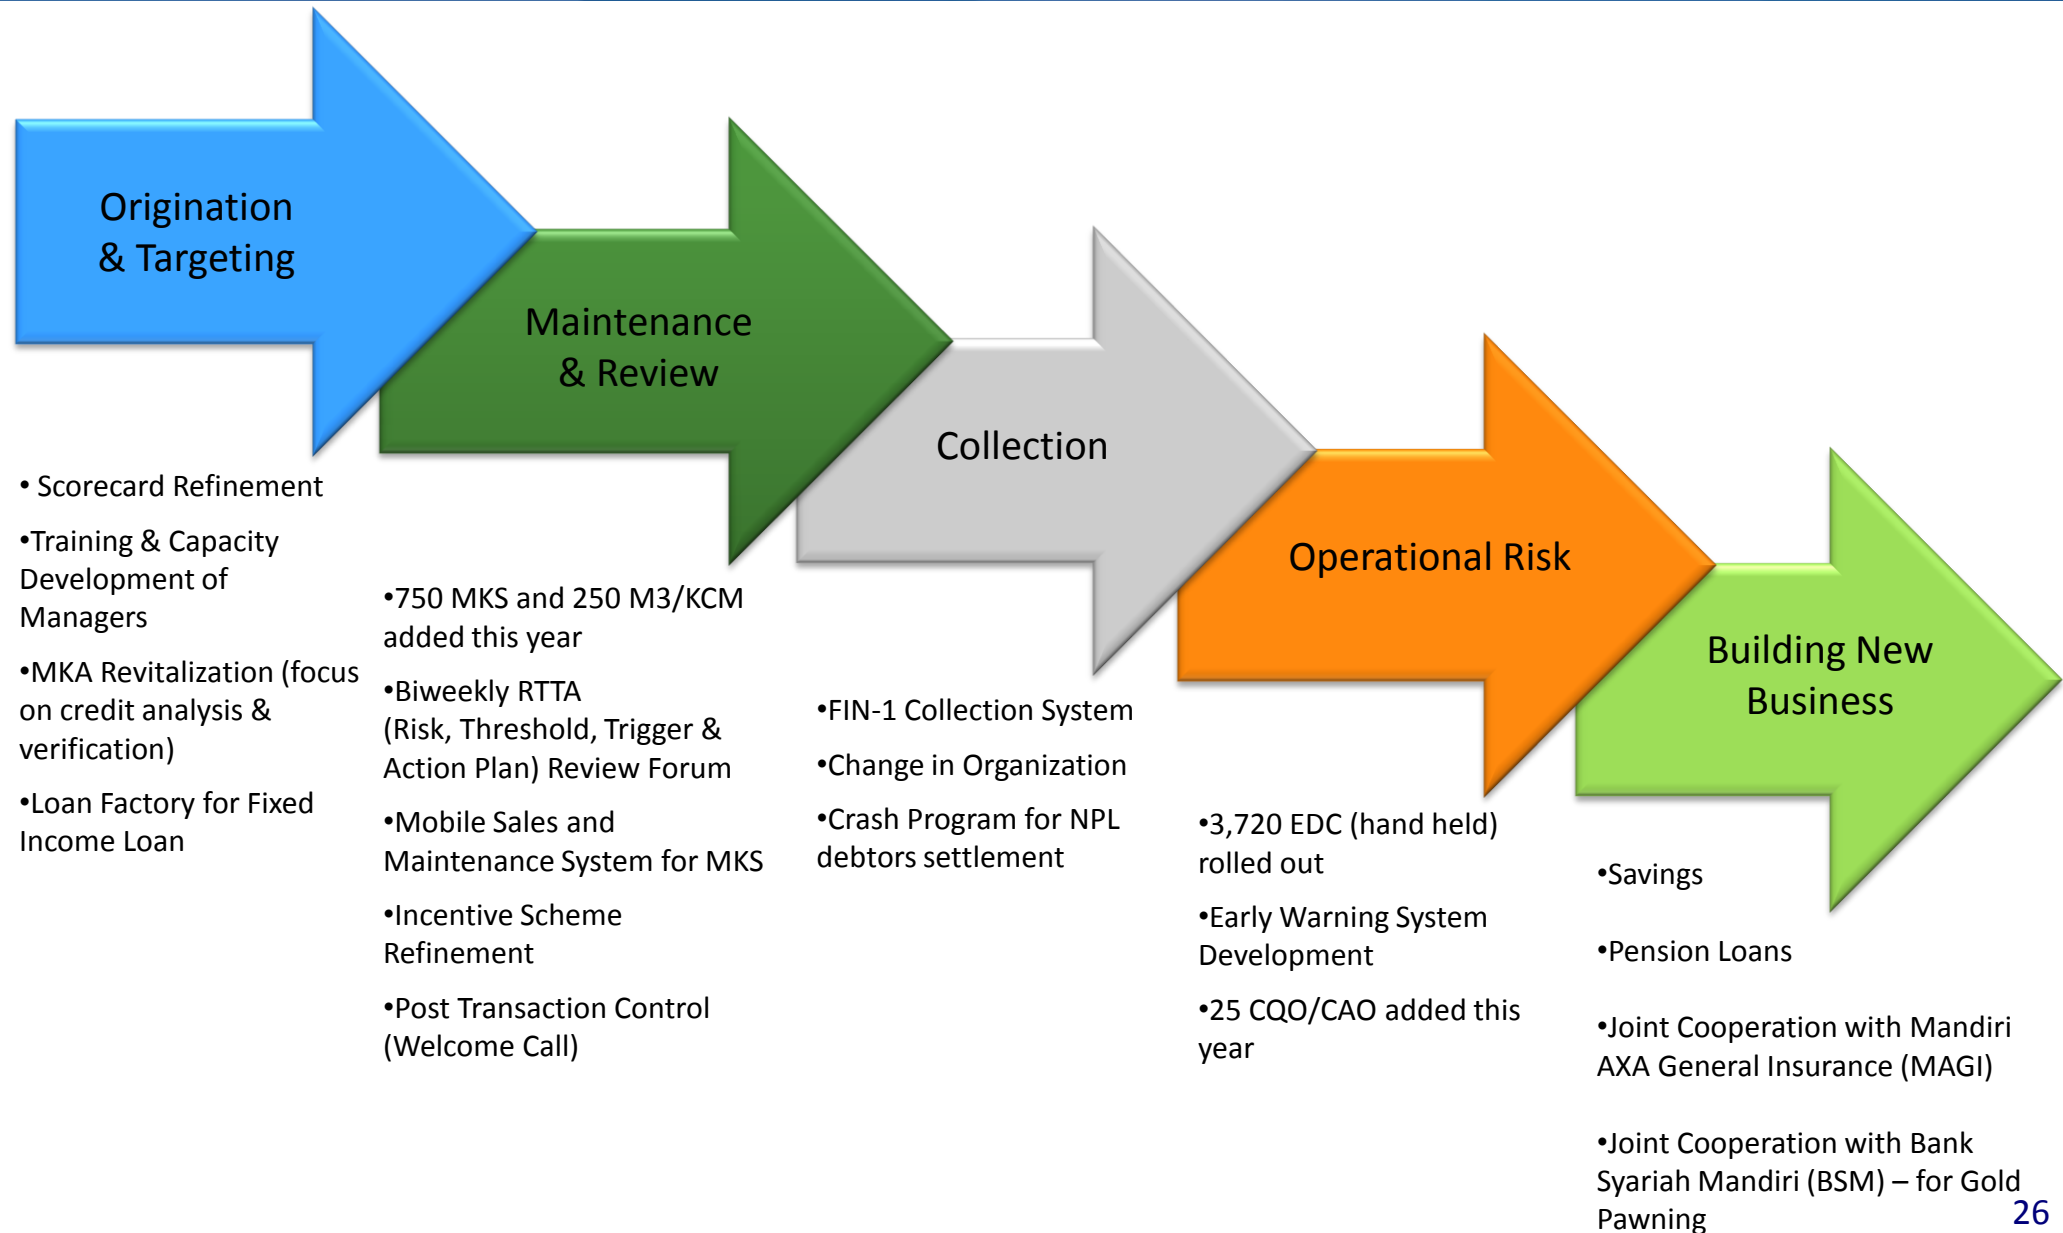 Origination
& Targeting
• Scorecard Refinement
•Training & Capacity
Development of
Managers
•MKA Revitalization (focus
on credit analysis &
verification)
•Loan Factory for Fixed
Income Loan
Maintenance
& Review
•750 MKS and 250 M3/KCM
added this year
•Biweekly RTTA
(Risk, Threshold, Trigger &
Action Plan) Review Forum
•Mobile Sales and
Maintenance System for MKS
•Incentive Scheme
Refinement
•Post Transaction Control
(Welcome Call)
Collection
•FIN-1 Collection System
•Change in Organization
•Crash Program for NPL
debtors settlement
Operational Risk
•3,720 EDC (hand held)
rolled out
•Early Warning System
Development
•25 CQO/CAO added this
year
Building New
Business
•Savings
•Pension Loans
•Joint Cooperation with Mandiri
AXA General Insurance (MAGI)
•Joint Cooperation with Bank
Syariah Mandiri (BSM) – for Gold
Pawning
26